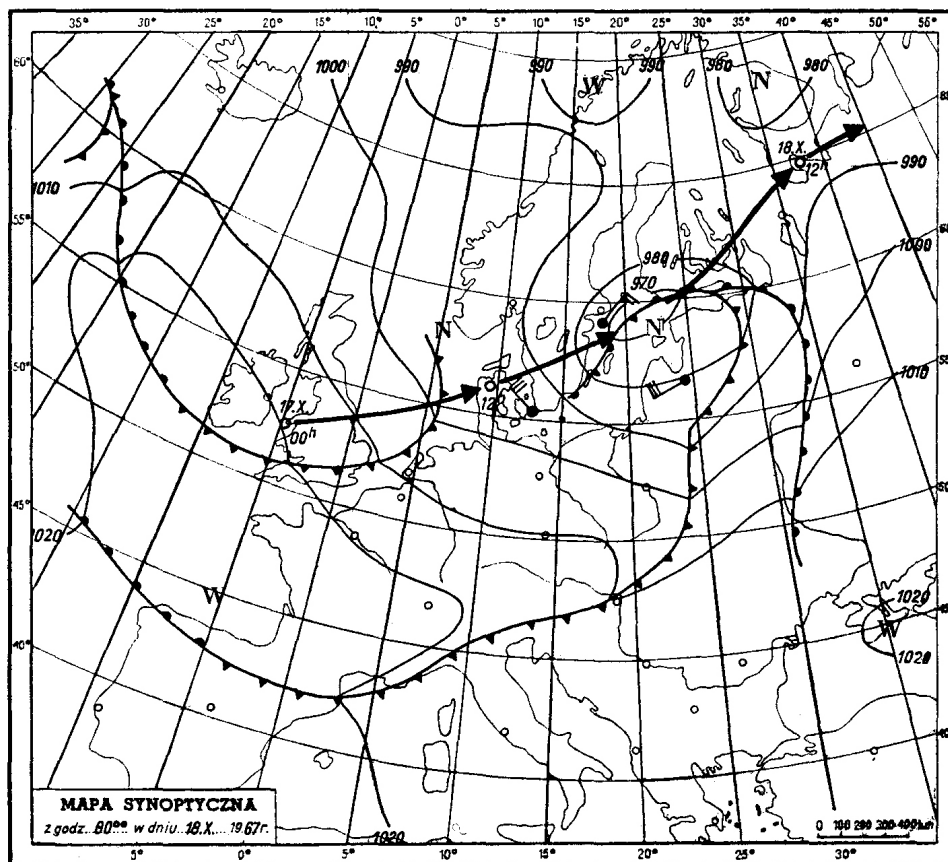 35° 30° 25° 20° 15° 10° 5° 0° 5° 10° 15° 20° 25° 30° 35° 40° 45° 50° 55°
60°
1000 990 990 990 980 N 980
W
18.X.
12h
990
1010
55°
1000
980
970
N
N
50°
1010
12h
17.X.
00h
45°
1020
W
1020
W
1020
40°
MAPA SYNOPTYCZNA
z godz. 80°° w dniu 18.X. 1967r.
1020
0 100 200 300 400 km
5° 0° 5° 10° 15° 20° 25° 30°